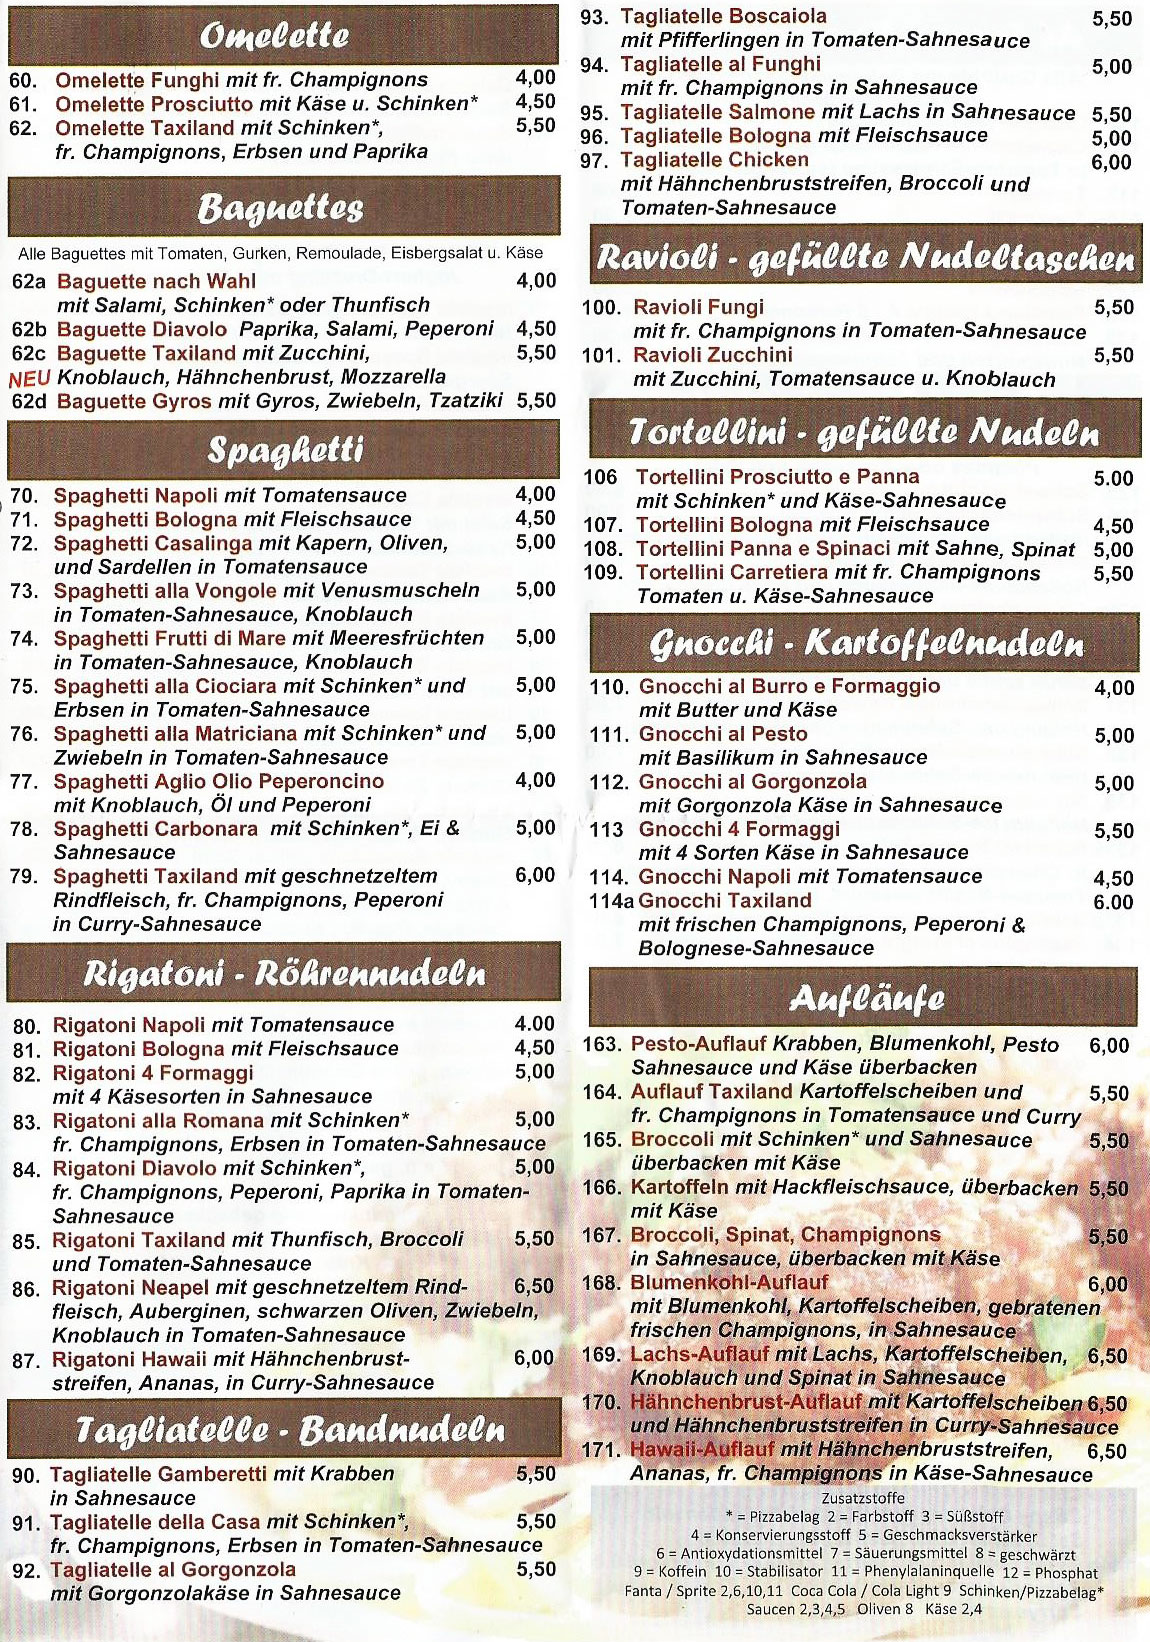 Omelette
60. Omelette Funghi mit fr. Champignons 4,00
61. Omelette Prosciutto mit Käse u. Schinken* 4,50
62. Omelette Taxiland mit Schinken*, 5,50
fr. Champignons, Erbsen und Paprika
Baguettes
Alle Baguettes mit Tomaten, Gurken, Remoulade, Eisbergsalat u. Käse
62a Baguette nach Wahl 4,00
mit Salami, Schinken* oder Thunfisch
62b Baguette Diavolo Paprika, Salami, Peperoni 4,50
62c Baguette Taxiland mit Zucchini, 5,50
NEU Knoblauch, Hähnchenbrust, Mozzarella
62d Baguette Gyros mit Gyros, Zwiebeln, Tzatziki 5,50
Spaghetti
70. Spaghetti Napoli mit Tomatensauce 4,00
71. Spaghetti Bologna mit Fleischsauce 4,50
72. Spaghetti Casalinga mit Kapern, Oliven, 5,00
und Sardellen in Tomatensauce
73. Spaghetti alla Vongole mit Venusmuscheln 5,00
in Tomaten-Sahnesauce, Knoblauch
74. Spaghetti Frutti di Mare mit Meeresfrüchten 5,00
in Tomaten-Sahnesauce, Knoblauch
75. Spaghetti alla Ciociara mit Schinken* und 5,00
Erbsen in Tomaten-Sahnesauce
76. Spaghetti alla Matriciana mit Schinken* und 5,00
Zwiebeln in Tomaten-Sahnesauce
77. Spaghetti Aglio Olio Peperoncino 4,00
mit Knoblauch, Öl und Peperoni
78. Spaghetti Carbonara mit Schinken*, Ei & 5,00
Sahnesauce
79. Spaghetti Taxiland mit geschnetzeltem 6,00
Rindfleisch, fr. Champignons, Peperoni
in Curry-Sahnesauce
Rigatoni - Röhrennudeln
80. Rigatoni Napoli mit Tomatensauce 4.00
81. Rigatoni Bologna mit Fleischsauce 4,50
82. Rigatoni 4 Formaggi 5,00
mit 4 Käsesorten in Sahnesauce
83. Rigatoni alla Romana mit Schinken* 5,00
fr. Champignons, Erbsen in Tomaten-Sahnesauce
84. Rigatoni Diavolo mit Schinken*, 5,00
fr. Champignons, Peperoni, Paprika in Tomaten-
Sahnesauce
85. Rigatoni Taxiland mit Thunfisch, Broccoli 5,50
und Tomaten-Sahnesauce
86. Rigatoni Neapel mit geschnetzeltem Rind- 6,50
fleisch, Auberginen, schwarzen Oliven, Zwiebeln,
Knoblauch in Tomaten-Sahnesauce
87. Rigatoni Hawaii mit Hähnchenbrust- 6,00
streifen, Ananas, in Curry-Sahnesauce
Tagliatelle - Bandnudeln
90. Tagliatelle Gamberetti mit Krabben 5,50
in Sahnesauce
91. Tagliatelle della Casa mit Schinken*, 5,50
fr. Champignons, Erbsen in Tomaten-Sahnesauce
92. Tagliatelle al Gorgonzola 5,50
mit Gorgonzolakäse in Sahnesauce
93. Tagliatelle Boscaiola 5,50
mit Pfifferlingen in Tomaten-Sahnesauce
94. Tagliatelle al Funghi 5,00
mit fr. Champignons in Sahnesauce
95. Tagliatelle Salmone mit Lachs in Sahnesauce 5,50
96. Tagliatelle Bologna mit Fleischsauce 5,00
97. Tagliatelle Chicken 6,00
mit Hähnchenbruststreifen, Broccoli und
Tomaten-Sahnesauce
Ravioli - gefüllte Nudeltaschen
100. Ravioli Fungi 5,50
mit fr. Champignons in Tomaten-Sahnesauce
101. Ravioli Zucchini 5,50
mit Zucchini, Tomatensauce u. Knoblauch
Tortellini - gefüllte Nudeln
106 Tortellini Prosciutto e Panna 5.00
mit Schinken* und Käse-Sahnesauce
107. Tortellini Bologna mit Fleischsauce 4,50
108. Tortellini Panna e Spinaci mit Sahne, Spinat 5,00
109. Tortellini Carretiera mit fr. Champignons 5,50
Tomaten u. Käse-Sahnesauce
Gnocchi - Kartoffelnudeln
110. Gnocchi al Burro e Formaggio 4,00
mit Butter und Käse
111. Gnocchi al Pesto 5,00
mit Basilikum in Sahnesauce
112. Gnocchi al Gorgonzola 5,00
mit Gorgonzola Käse in Sahnesauce
113 Gnocchi 4 Formaggi 5,50
mit 4 Sorten Käse in Sahnesauce
114. Gnocchi Napoli mit Tomatensauce 4,50
114a Gnocchi Taxiland 6.00
mit frischen Champignons, Peperoni &
Bolognese-Sahnesauce
Aufläufe
163. Pesto-Auflauf Krabben, Blumenkohl, Pesto 6,00
Sahnesauce und Käse überbacken
164. Auflauf Taxiland Kartoffelscheiben und 5,50
fr. Champignons in Tomatensauce und Curry
165. Broccoli mit Schinken* und Sahnesauce 5,50
überbacken mit Käse
166. Kartoffeln mit Hackfleischsauce, überbacken 5,50
mit Käse
167. Broccoli, Spinat, Champignons 5,50
in Sahnesauce, überbacken mit Käse
168. Blumenkohl-Auflauf 6,00
mit Blumenkohl, Kartoffelscheiben, gebratenen
frischen Champignons, in Sahnesauce
169. Lachs-Auflauf mit Lachs, Kartoffelscheiben, 6,50
Knoblauch und Spinat in Sahnesauce
170. Hähnchenbrust-Auflauf mit Kartoffelscheiben 6,50
und Hähnchenbruststreifen in Curry-Sahnesauce
171. Hawaii-Auflauf mit Hähnchenbruststreifen, 6,50
Ananas, fr. Champignons in Käse-Sahnesauce
Zusatzstoffe
* = Pizzabelag 2 = Farbstoff 3 = Süßstoff
4 = Konservierungsstoff 5 = Geschmacksverstärker
6 = Antioxydationsmittel 7 = Säuerungsmittel 8 = geschwärzt
9 = Koffein 10 = Stabilisator 11 = Phenylalaninquelle 12 = Phosphat
Fanta / Sprite 2,6,10,11 Coca Cola / Cola Light 9 Schinken/Pizzabelag*
Saucen 2,3,4,5 Oliven 8 Käse 2,4